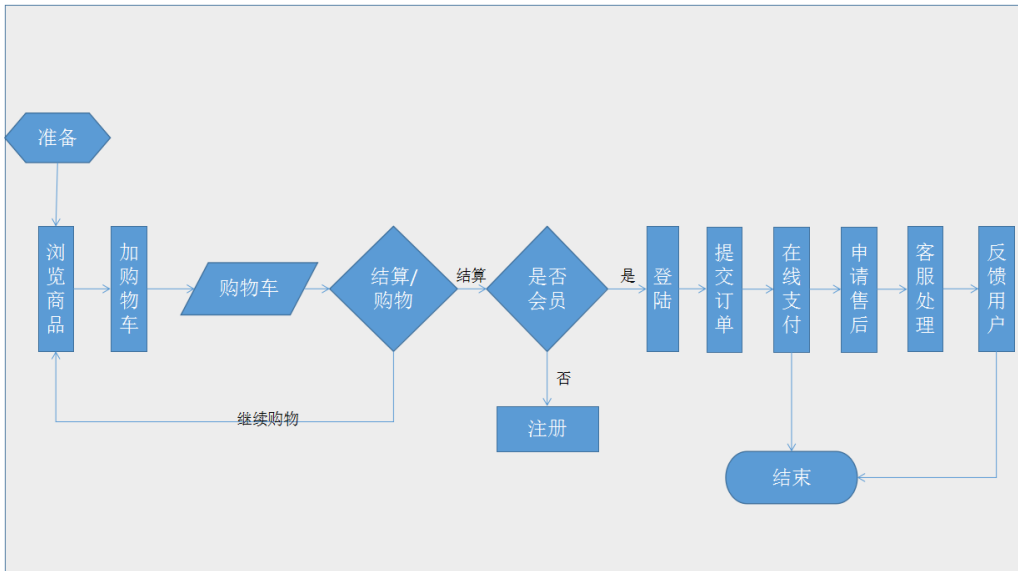 准备
浏览商品
加购物车
购物车
结算/
购物
结算
是否
会员
是
登陆
提交订单
在线支付
申请售后
客服处理
反馈用户
否
继续购物
注册
结束